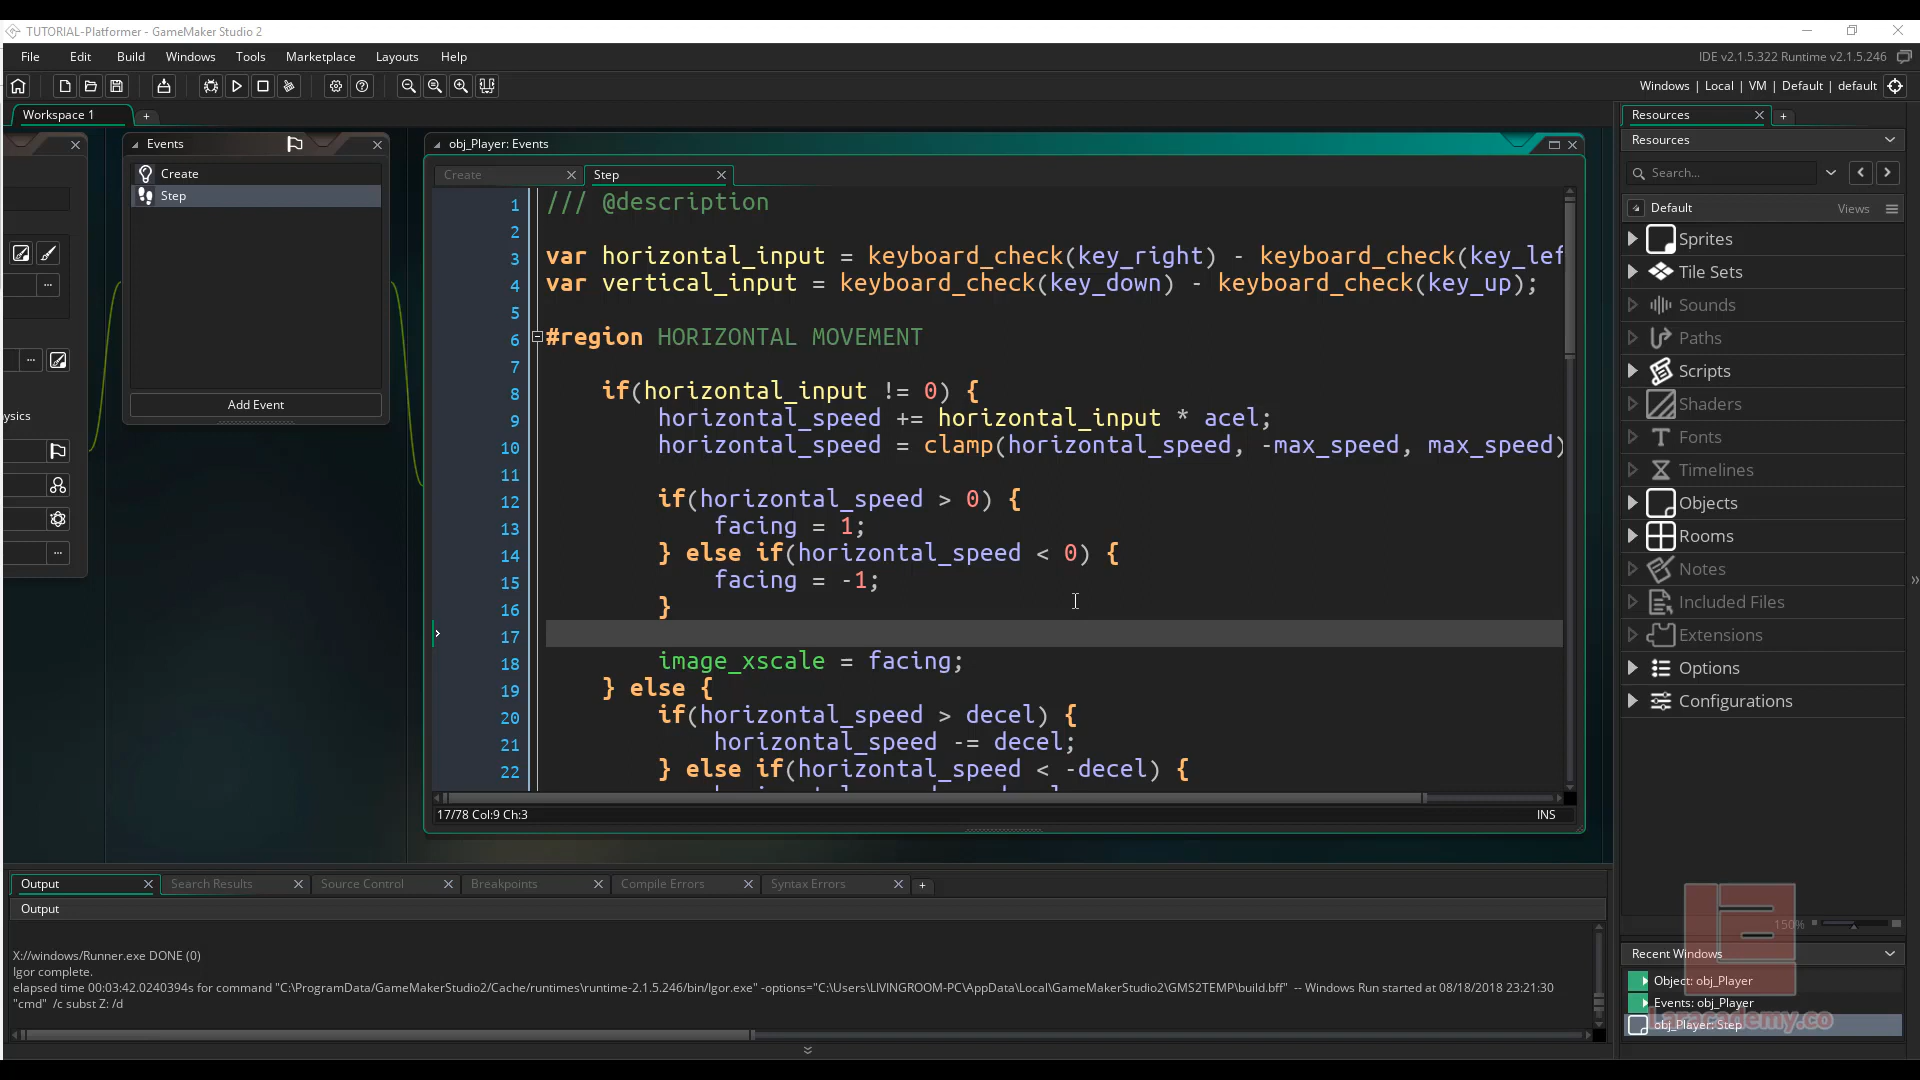 TUTORIAL-Platformer - GameMaker Studio 2
File Edit Build Windows Tools Marketplace Layouts Help
IDE v2.1.5.322 Runtime v2.1.5.246
Windows | Local | VM | Default | default
Workspace 1
+
Events
Create
Step
Add Event
ysics
obj_Player: Events
Create
Step
1 /// @description
2
3 var horizontal_input = keyboard_check(key_right) - keyboard_check(key_lef
4 var vertical_input = keyboard_check(key_down) - keyboard_check(key_up);
5
6 #region HORIZONTAL MOVEMENT
7
8 if(horizontal_input != 0) {
9 horizontal_speed += horizontal_input * acel;
10 horizontal_speed = clamp(horizontal_speed, -max_speed, max_speed)
11
12 if(horizontal_speed > 0) {
13 facing = 1;
14 } else if(horizontal_speed < 0) {
15 facing = -1;
16 }
17
18 image_xscale = facing;
19 } else {
20 if(horizontal_speed > decel) {
21 horizontal_speed -= decel;
22 } else if(horizontal_speed < -decel) {
17/78 Col:9 Ch:3
INS
Resources
+
Resources
Search...
Default
Views
Sprites
Tile Sets
Sounds
Paths
Scripts
Shaders
Fonts
Timelines
Objects
Rooms
Notes
Included Files
Extensions
Options
Configurations
150%
Recent Windows
Object: obj_Player
Events: obj_Player
obj_Player: Step
Laracademy.co
Output
Search Results
Source Control
Breakpoints
Compile Errors
Syntax Errors
+
Output
X://windows/Runner.exe DONE (0)
Igor complete.
elapsed time 00:03:42.0240394s for command "C:\ProgramData/GameMakerStudio2/Cache/runtimes\runtime-2.1.5.246/bin/Igor.exe" -options="C:\Users\LIVINGROOM-PC\AppData\Local\GameMakerStudio2\GMS2TEMP\build.bff" -- Windows Run started at 08/18/2018 23:21:30
"cmd" /c subst Z: /d